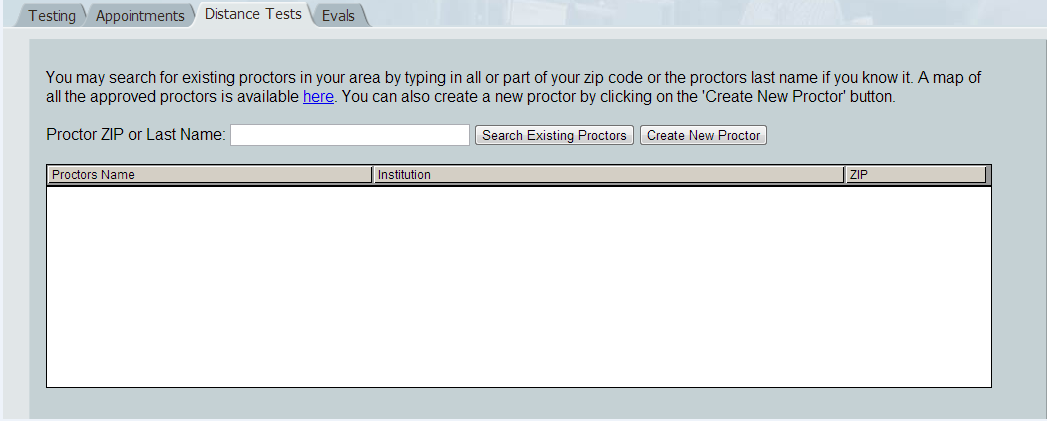 Testing Appointments Distance Tests Evals
You may search for existing proctors in your area by typing in all or part of your zip code or the proctors last name if you know it. A map of
all the approved proctors is available here. You can also create a new proctor by clicking on the 'Create New Proctor' button.
Proctor ZIP or Last Name: Search Existing Proctors Create New Proctor
Proctors Name Institution ZIP